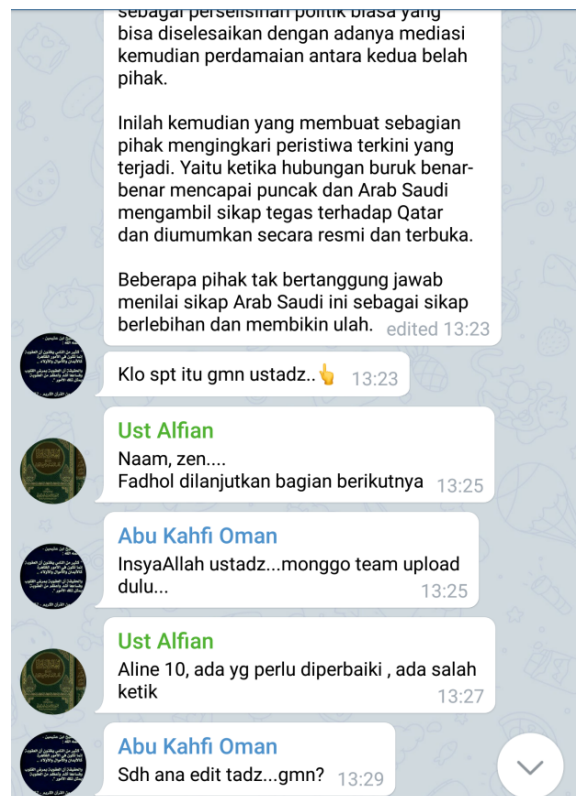 sebagai perselisihan politik biasa yang
bisa diselesaikan dengan adanya mediasi
kemudian perdamaian antara kedua belah
pihak.
Inilah kemudian yang membuat sebagian
pihak mengingkari peristiwa terkini yang
terjadi. Yaitu ketika hubungan buruk benar-
benar mencapai puncak dan Arab Saudi
mengambil sikap tegas terhadap Qatar
dan diumumkan secara resmi dan terbuka.
Beberapa pihak tak bertanggung jawab
menilai sikap Arab Saudi ini sebagai sikap
berlebihan dan membikin ulah. edited 13:23
Klo spt itu gmn ustadz..👆 13:23
Ust Alfian
Naam, zen....
Fadhol dilanjutkan bagian berikutnya 13:25
Abu Kahfi Oman
InsyaAllah ustadz...monggo team upload
dulu... 13:25
Ust Alfian
Aline 10, ada yg perlu diperbaiki , ada salah
ketik 13:27
Abu Kahfi Oman
Sdh ana edit tadz...gmn? 13:29